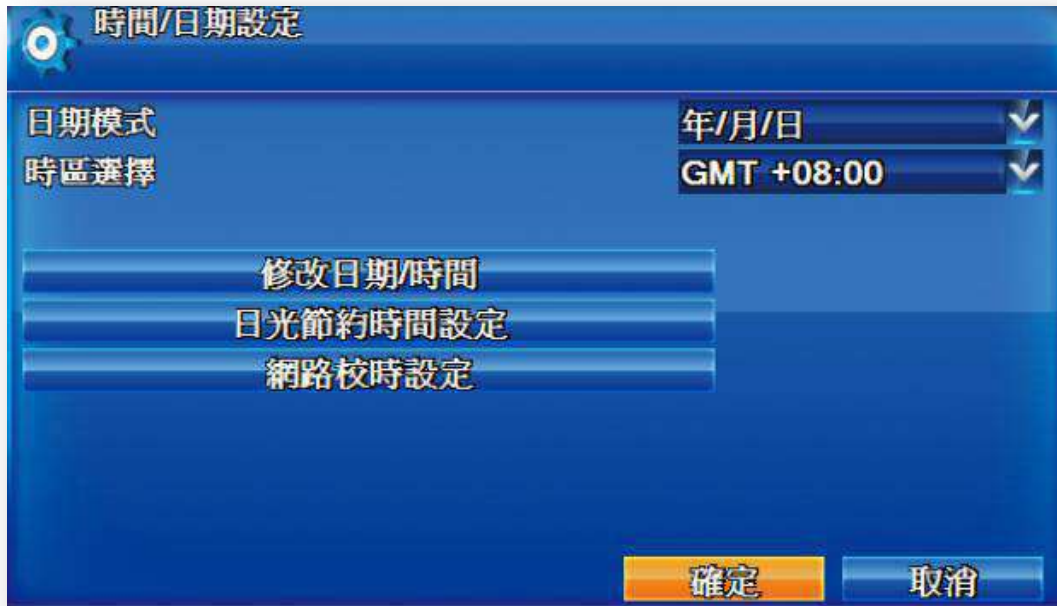 時間/日期設定
日期模式 年/月/日
時區選擇 GMT +08:00
修改日期/時間
日光節約時間設定
網路校時設定
確定 取消